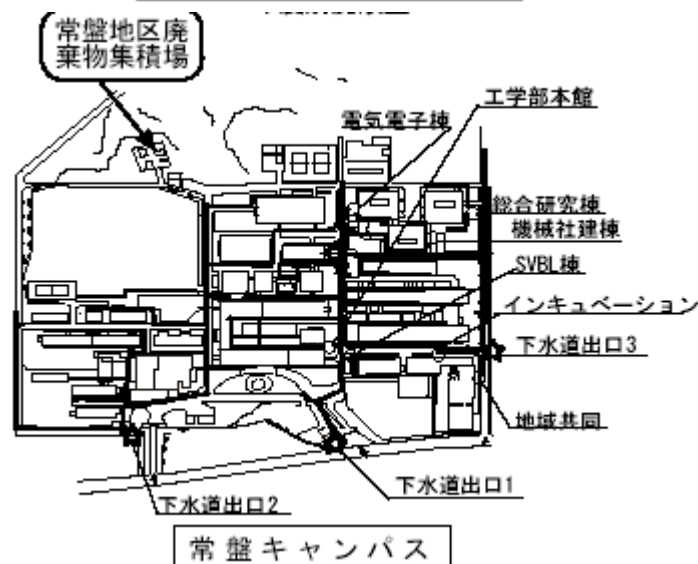 常盤地区廃
棄物集積場
工学部本館
電気電子棟
総合研究棟
機械社建棟
SVBL棟
インキュベーション
下水道出口3
地域共同
下水道出口1
下水道出口2
常盤キャンパス